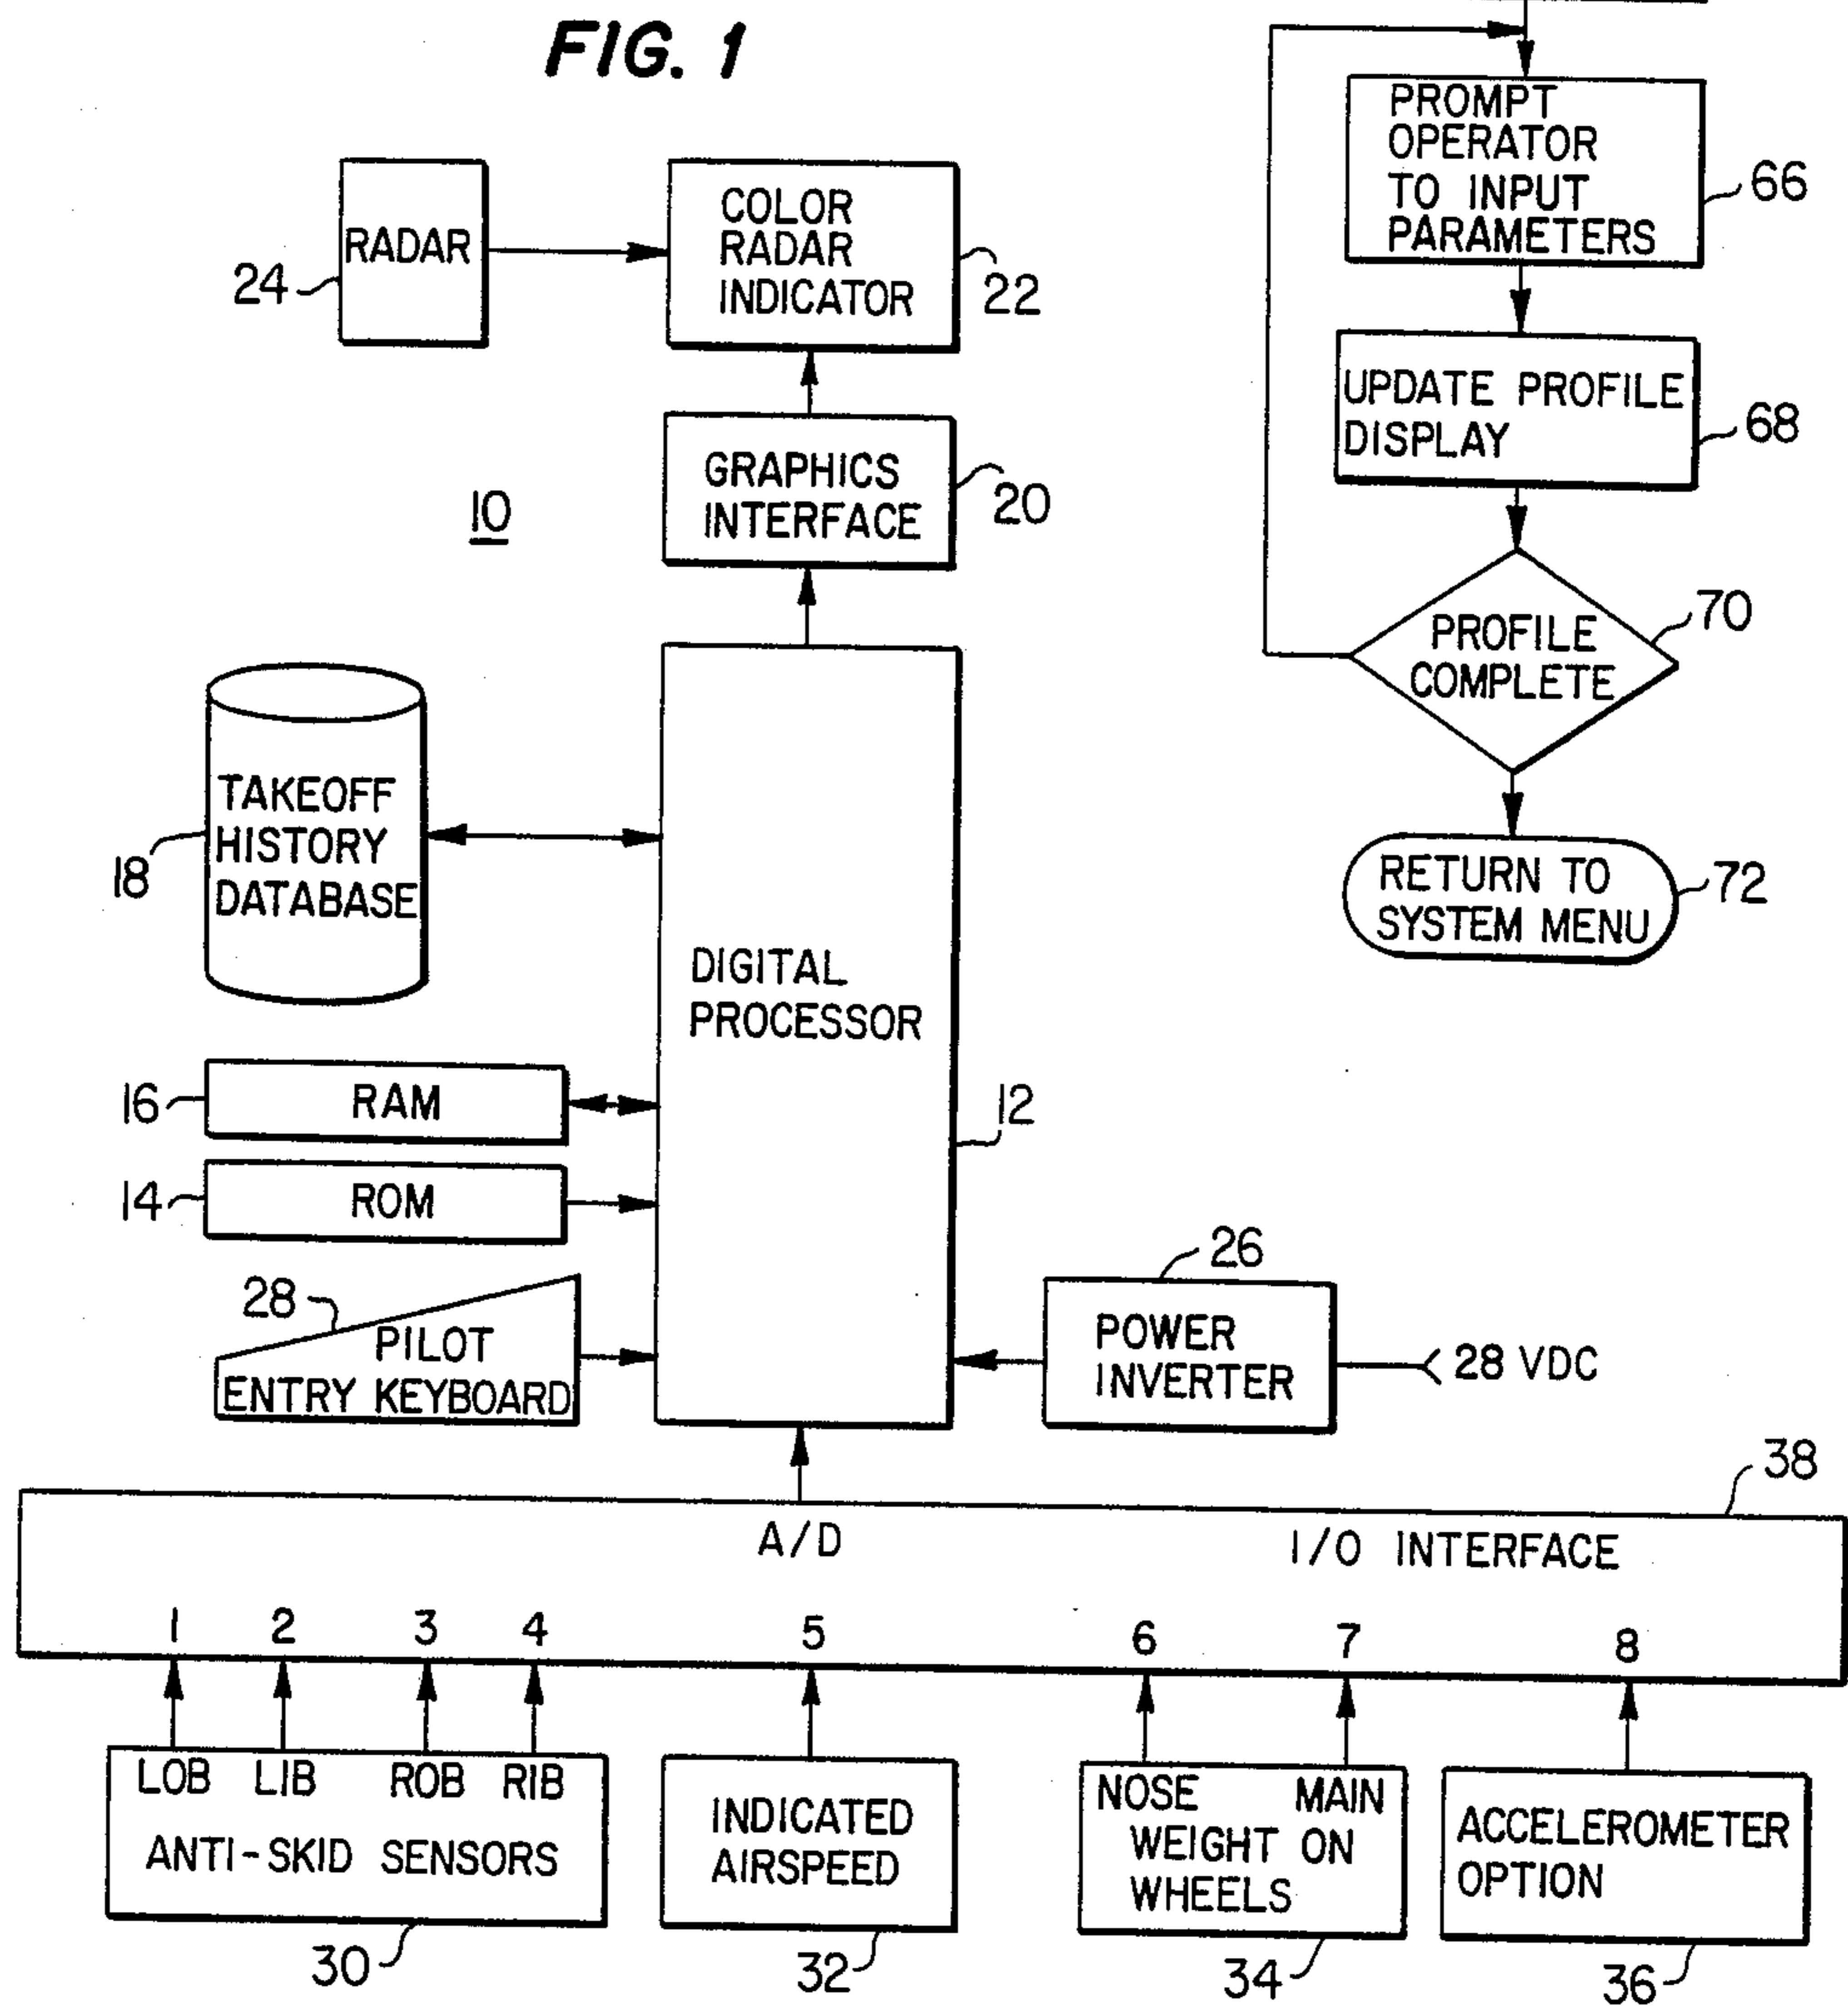 FIG. 1
RADAR
24
COLOR
RADAR
INDICATOR
22
GRAPHICS
INTERFACE
20
10
TAKEOFF
HISTORY
DATABASE
18
DIGITAL
PROCESSOR
12
RAM
16
ROM
14
28
PILOT
ENTRY KEYBOARD
26
POWER
INVERTER
28 VDC
38
A/D
I/O INTERFACE
1 2 3 4 5 6 7 8
LOB LIB ROB RIB
ANTI-SKID SENSORS
30
INDICATED
AIRSPEED
32
NOSE MAIN
WEIGHT ON
WHEELS
34
ACCELEROMETER
OPTION
36
PROMPT
OPERATOR
TO INPUT
PARAMETERS
66
UPDATE PROFILE
DISPLAY
68
PROFILE
COMPLETE
70
RETURN TO
SYSTEM MENU
72